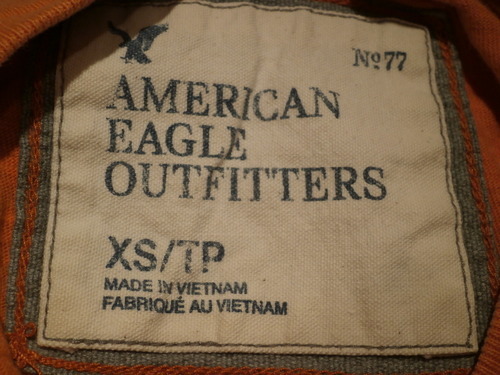 No77
AMERICAN
EAGLE
OUTFITTERS
XS/TP
MADE IN VIETNAM
FABRIQUÉ AU VIETNAM